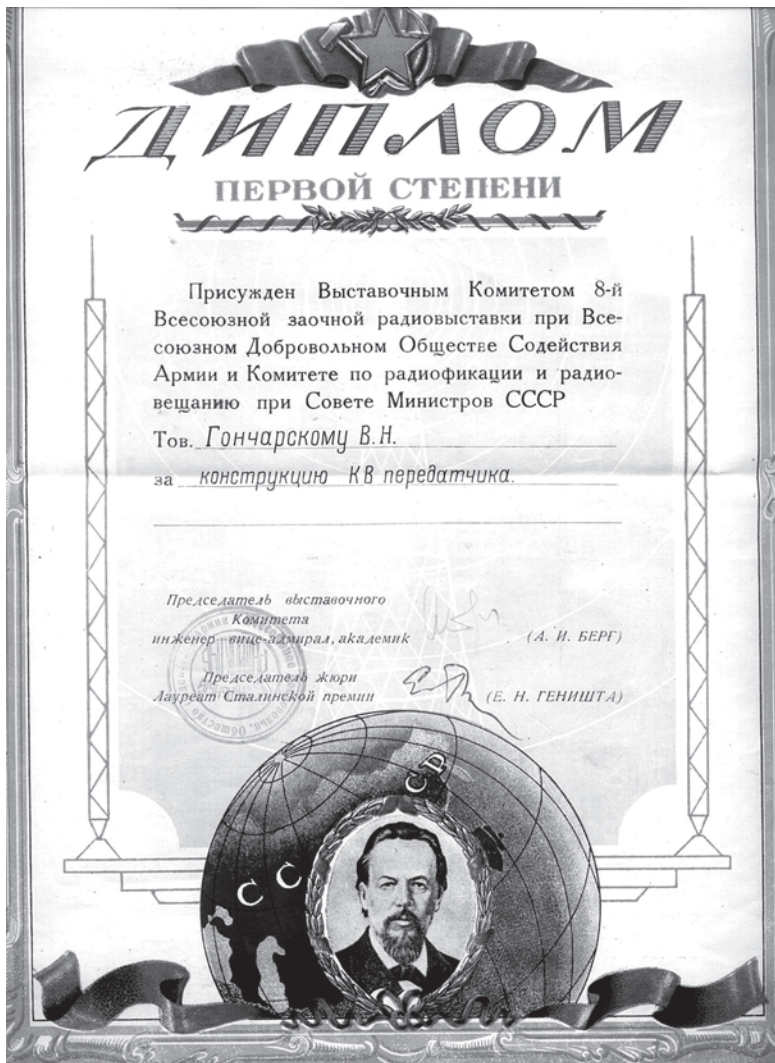 ДИПЛОМ
ПЕРВОЙ СТЕПЕНИ
Присужден Выставочным Комитетом 8-й
Всесоюзной заочной радиовыставки при Все-
союзном Добровольном Обществе Содействия
Армии и Комитете по радиофикации и радио-
вещанию при Совете Министров СССР
Тов. Гончарскому В.Н.
за конструкцию КВ передатчика.
Председатель выставочного
Комитета
инженер вице-адмирал, академик (А. И. БЕРГ)
Председатель жюри
Лауреат Сталинской премии (Е. Н. ГЕНИШТА)
С С С Р